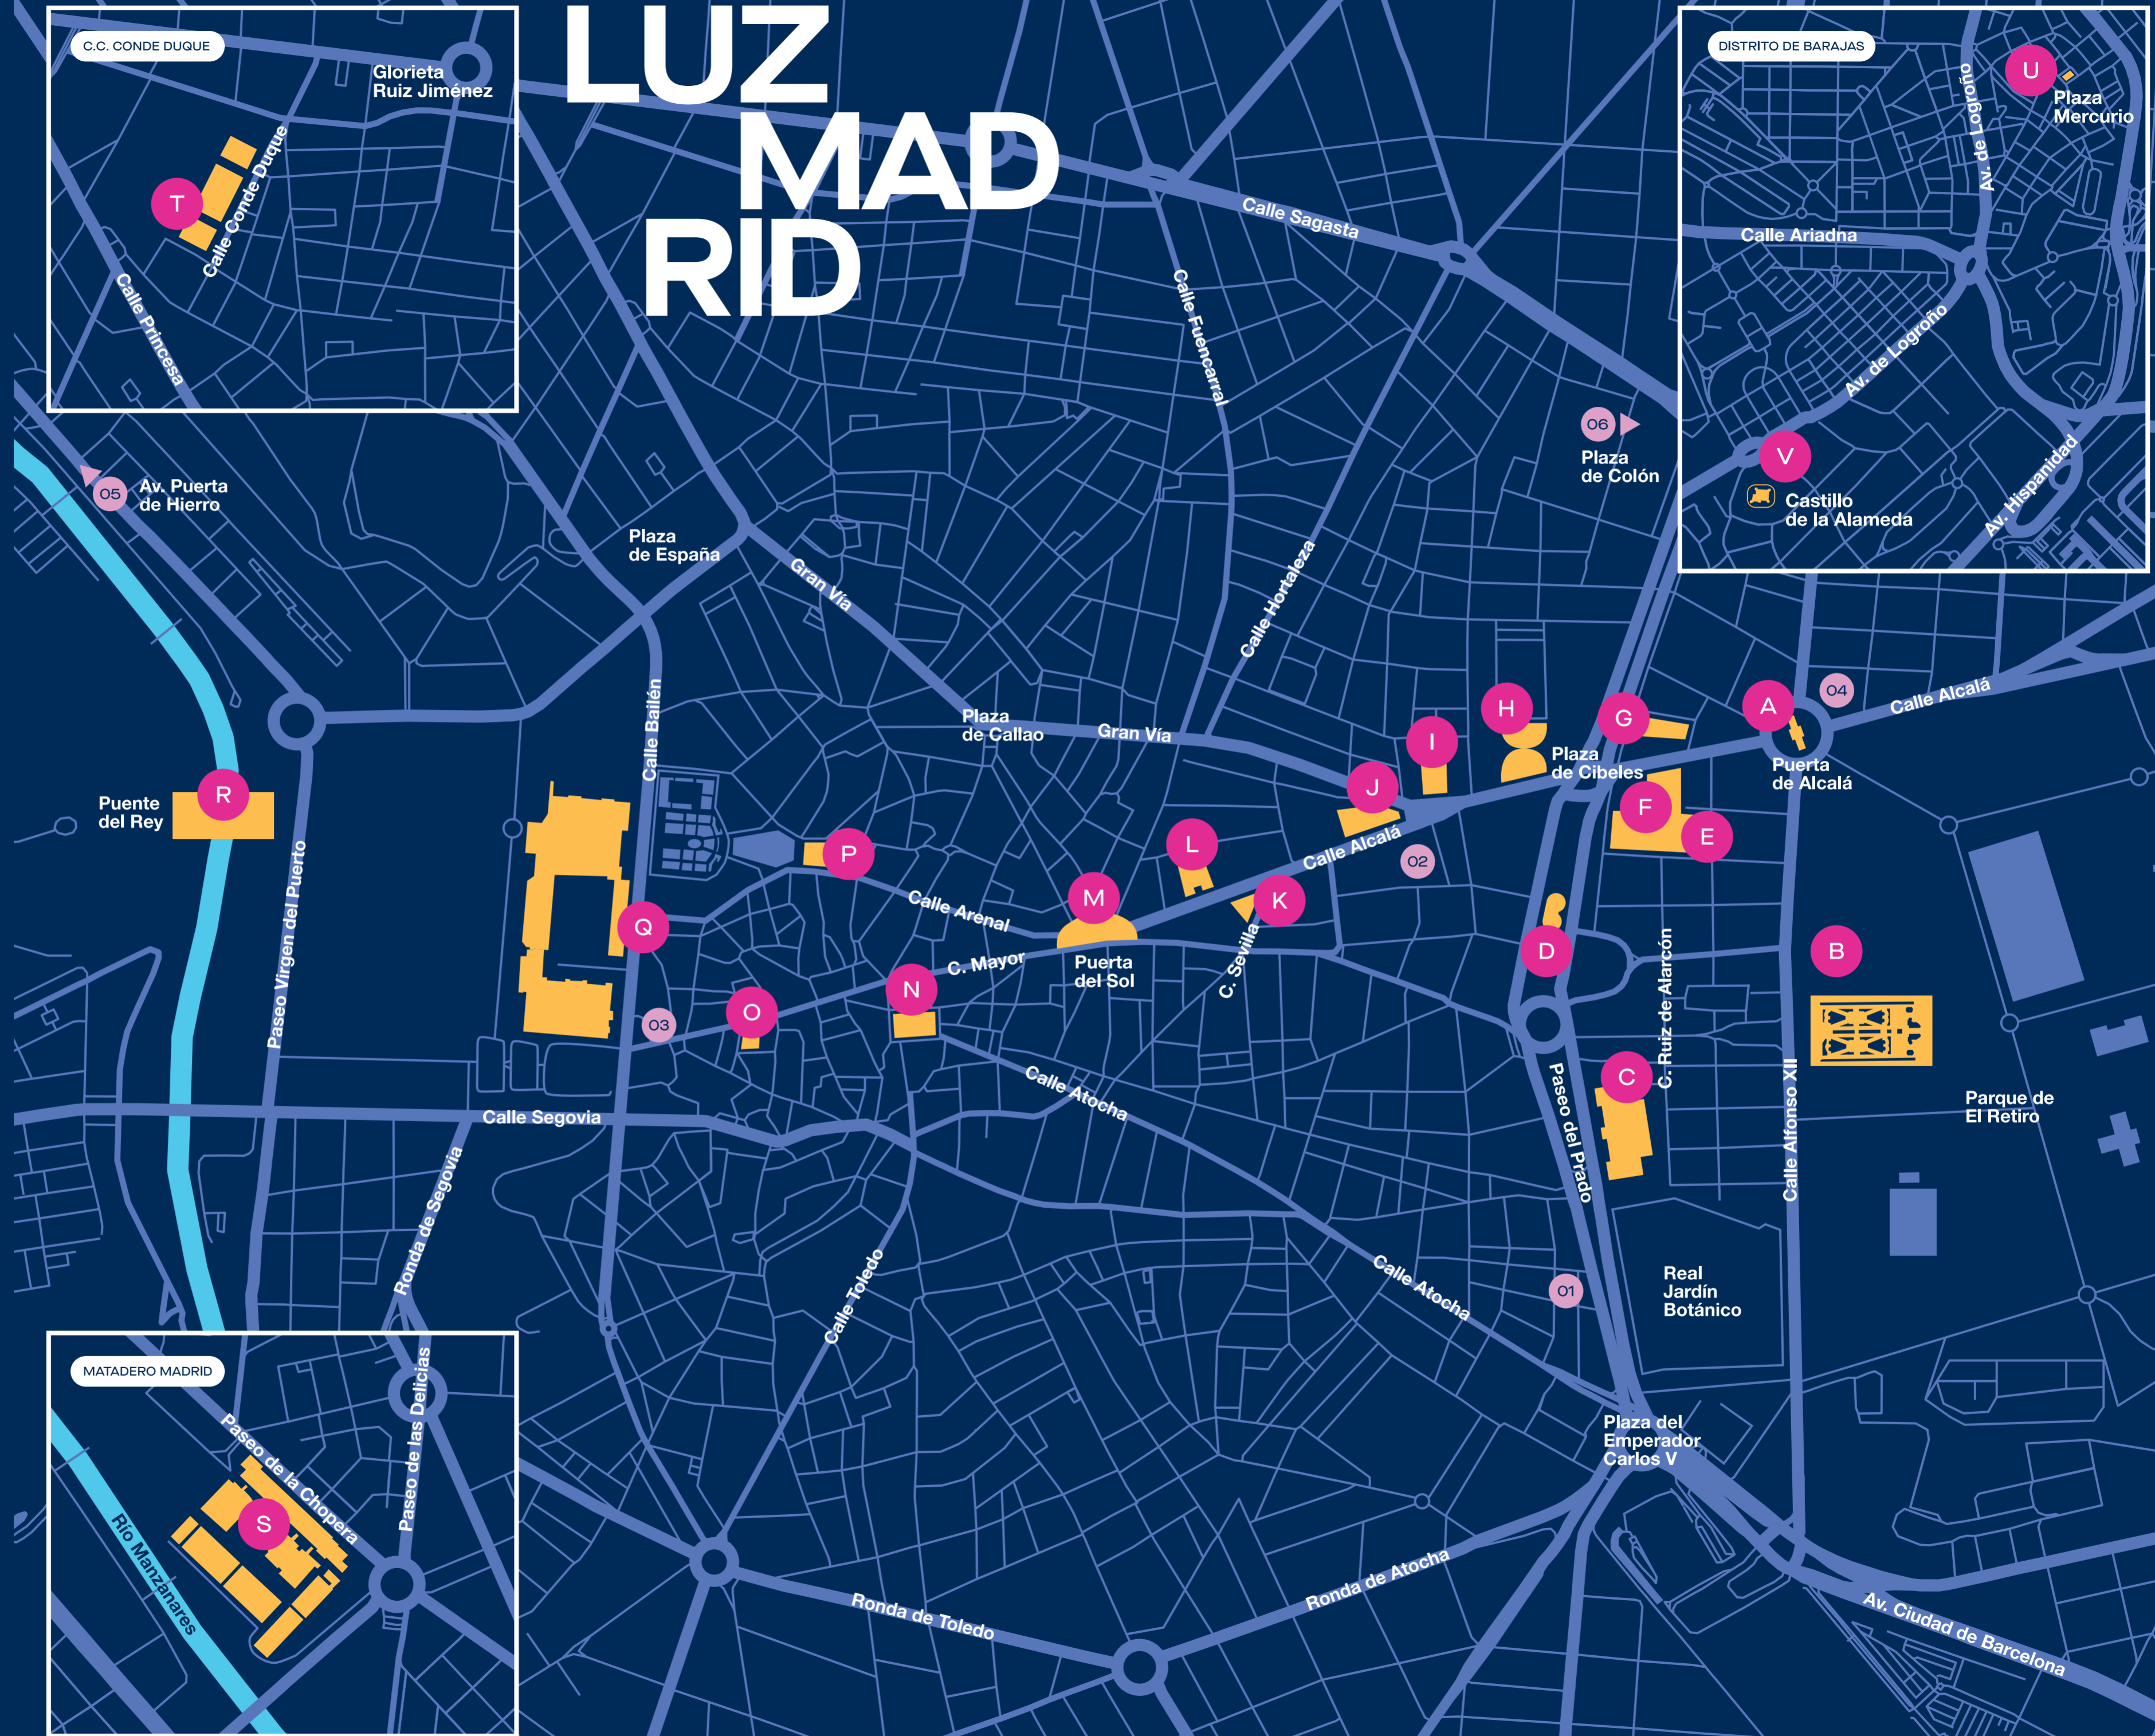 LUZ
MAD
RID
C.C. CONDE DUQUE
Glorieta
Ruiz Jiménez
T
Calle Conde Duque
Calle Princesa
DISTRITO DE BARAJAS
U
Plaza
Mercurio
Av. de Logroño
Calle Ariadna
Av. de Logroño
V
Castillo
de la Alameda
Av. Hispanidad
Calle Sagasta
Calle Fuencarral
06
Plaza
de Colón
05
Av. Puerta
de Hierro
Plaza
de España
Gran Vía
Calle Hortaleza
Calle Bailén
Plaza
de Callao
Gran Vía
H
G
A
04
Calle Alcalá
I
Plaza
de Cibeles
Puerta
de Alcalá
J
R
Puente
del Rey
F
E
L
Calle Alcalá
02
P
M
K
Calle Arenal
Q
C. Mayor
Puerta
del Sol
C. Sevilla
D
B
C. Ruiz de Alarcón
Paseo Virgen del Puerto
N
O
03
Calle Atocha
C
Paseo del Prado
Calle Alfonso XII
Parque de
El Retiro
Calle Segovia
Ronda de Segovia
Calle Toledo
Calle Atocha
01
Real
Jardín
Botánico
MATADERO MADRID
Paseo de la Chopera
Paseo de las Delicias
S
Río Manzanares
Plaza del
Emperador
Carlos V
Ronda de Toledo
Ronda de Atocha
Av. Ciudad de Barcelona